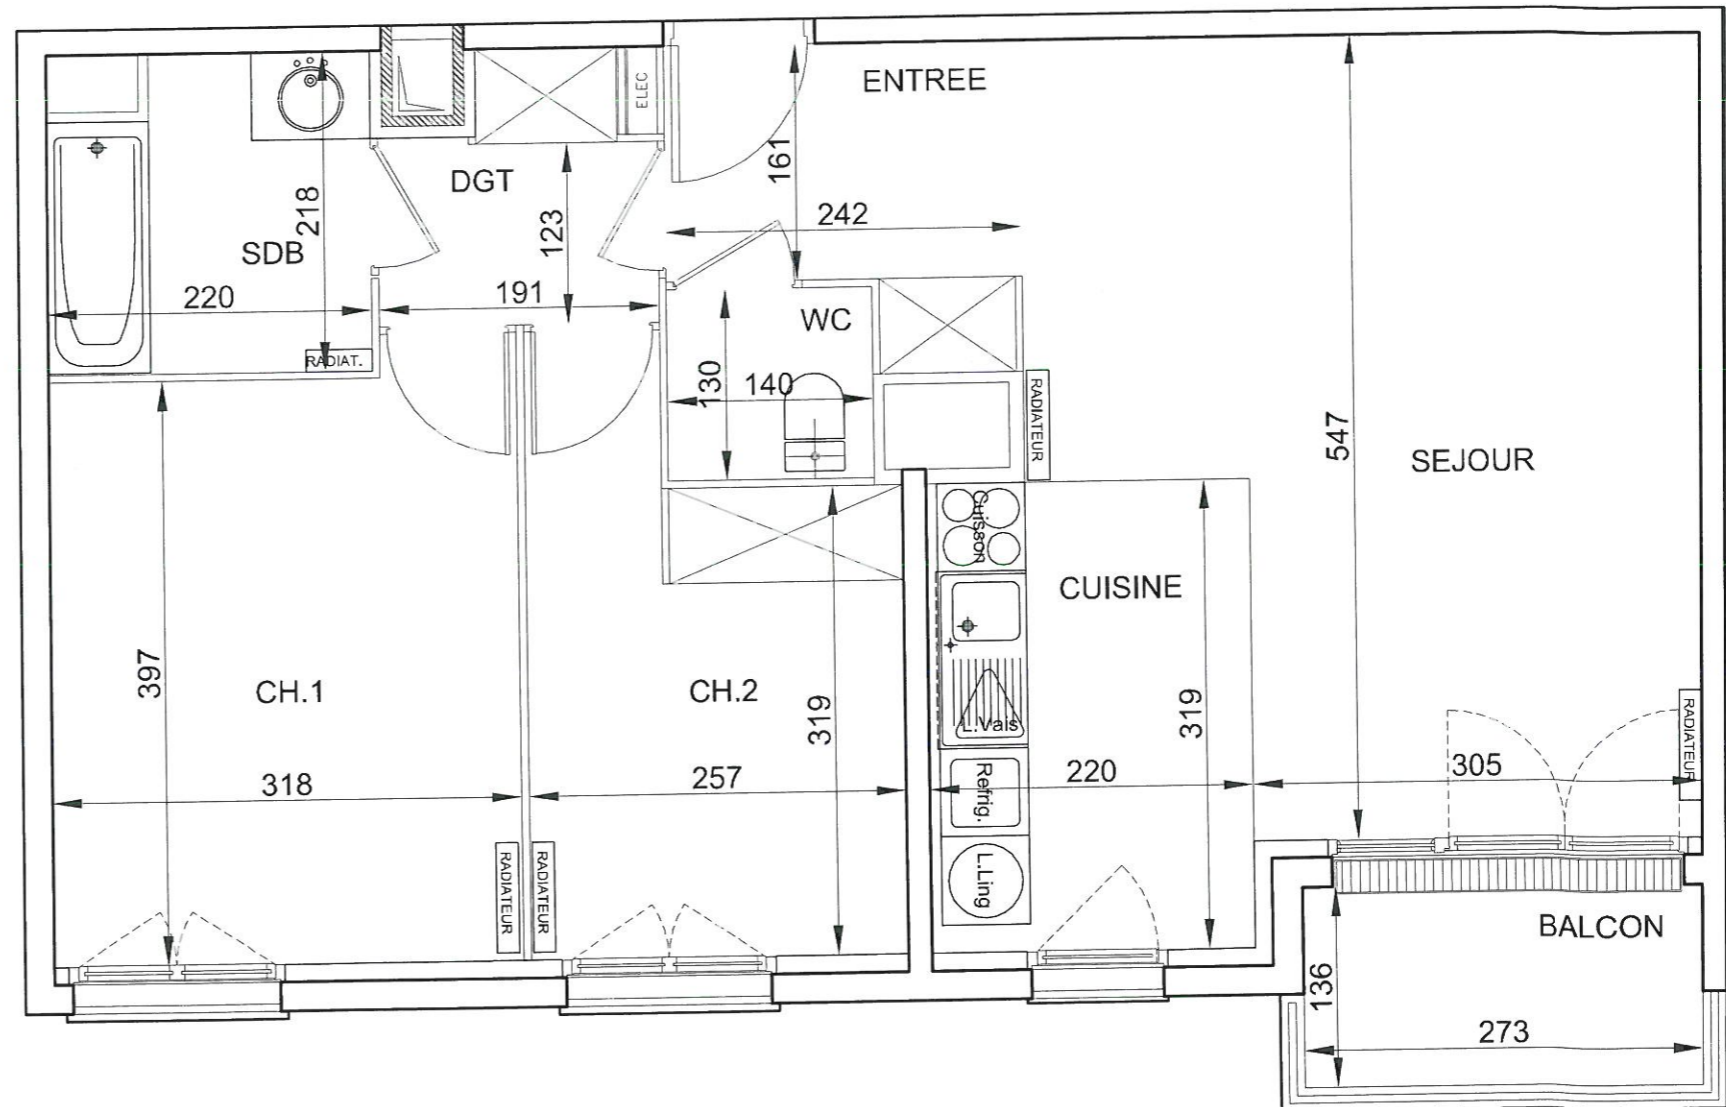 ENTREE
ELEC
161
DGT
218
123
242
SDB
220
191
WC
RADIAT.
130
140
RADIATEUR
547
SEJOUR
Cuisson
CUISINE
397
CH.1
CH.2
319
319
L.Vais
RADIATEUR
318
257
Refrig.
220
305
RADIATEUR
RADIATEUR
L.Ling
BALCON
136
273